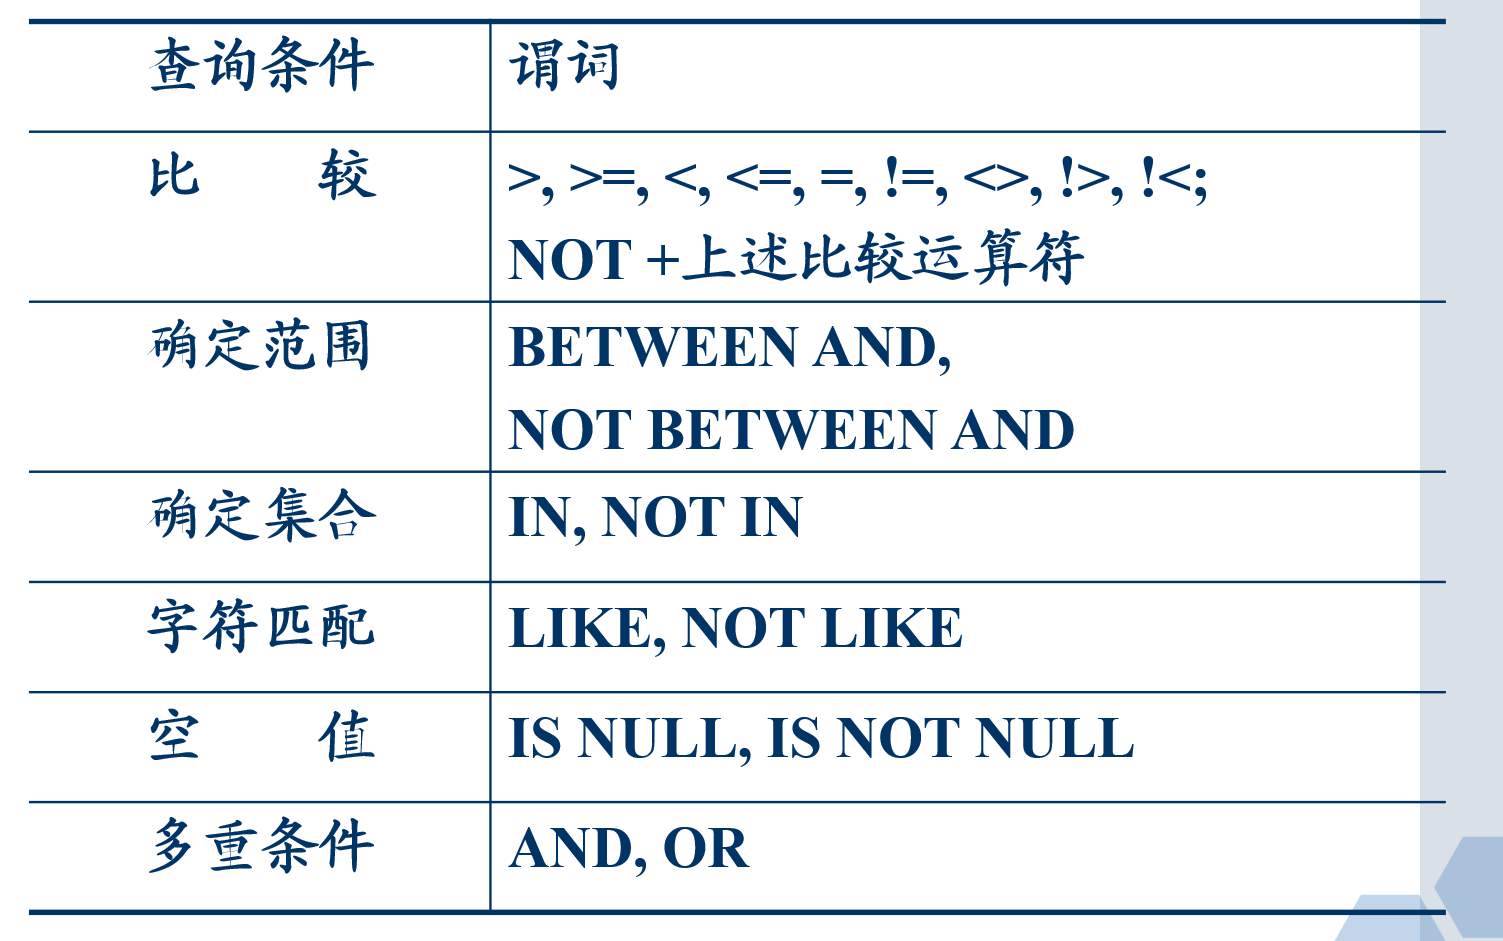 查询条件 谓词
比 较 >, >=, <, <=, =, !=, <>, !>, !<;
NOT +上述比较运算符
确定范围 BETWEEN AND,
NOT BETWEEN AND
确定集合 IN, NOT IN
字符匹配 LIKE, NOT LIKE
空 值 IS NULL, IS NOT NULL
多重条件 AND, OR